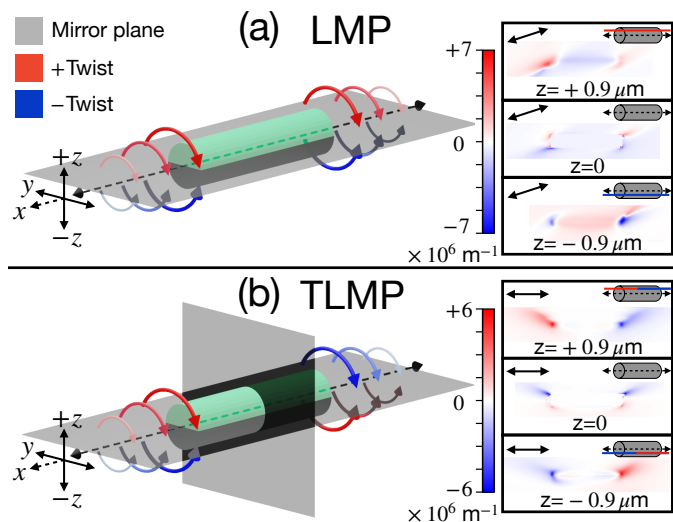 Mirror plane
+Twist
−Twist
(a) LMP
+z
y
x
−z
+7
0
−7
× 10⁶ m⁻¹
z= + 0.9 μm
z=0
z= − 0.9 μm
(b) TLMP
+z
y
x
−z
+6
0
−6
× 10⁶ m⁻¹
z= + 0.9 μm
z=0
z= − 0.9 μm